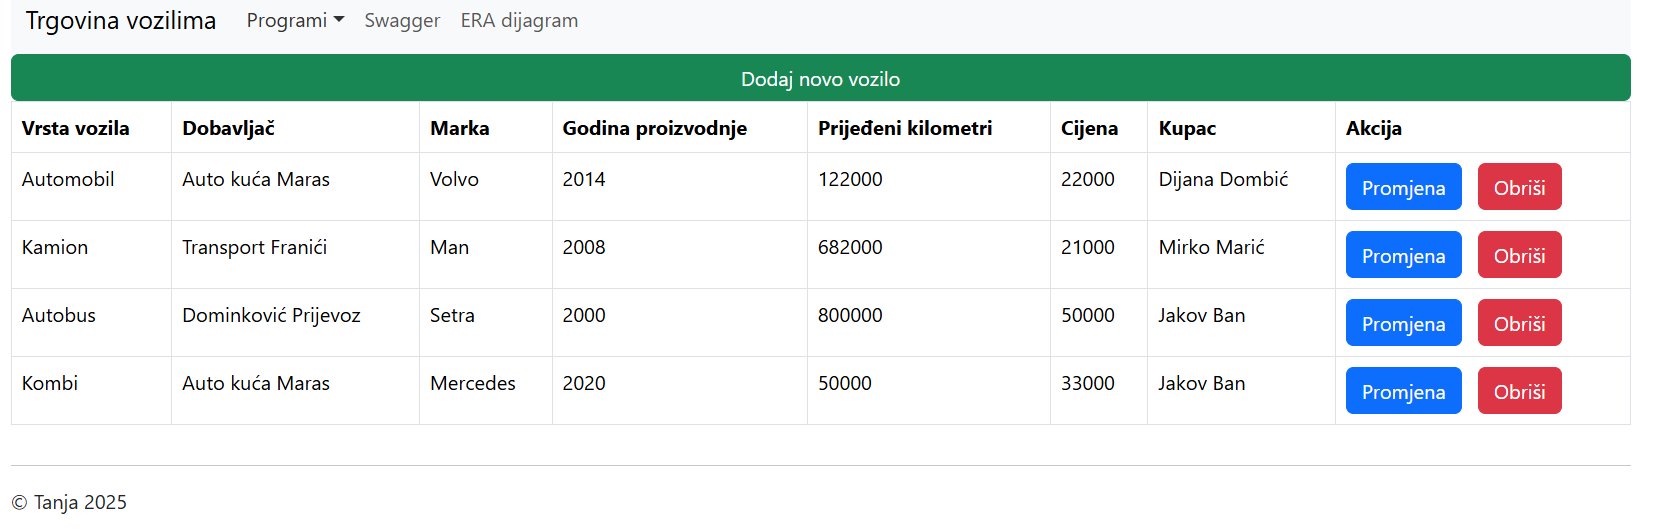 Trgovina vozilima Programi Swagger ERA dijagram
Dodaj novo vozilo
Vrsta vozila Dobavljač Marka Godina proizvodnje Prijeđeni kilometri Cijena Kupac Akcija
Automobil Auto kuća Maras Volvo 2014 122000 22000 Dijana Dombić Promjena Obriši
Kamion Transport Franići Man 2008 682000 21000 Mirko Marić Promjena Obriši
Autobus Dominković Prijevoz Setra 2000 800000 50000 Jakov Ban Promjena Obriši
Kombi Auto kuća Maras Mercedes 2020 50000 33000 Jakov Ban Promjena Obriši
© Tanja 2025